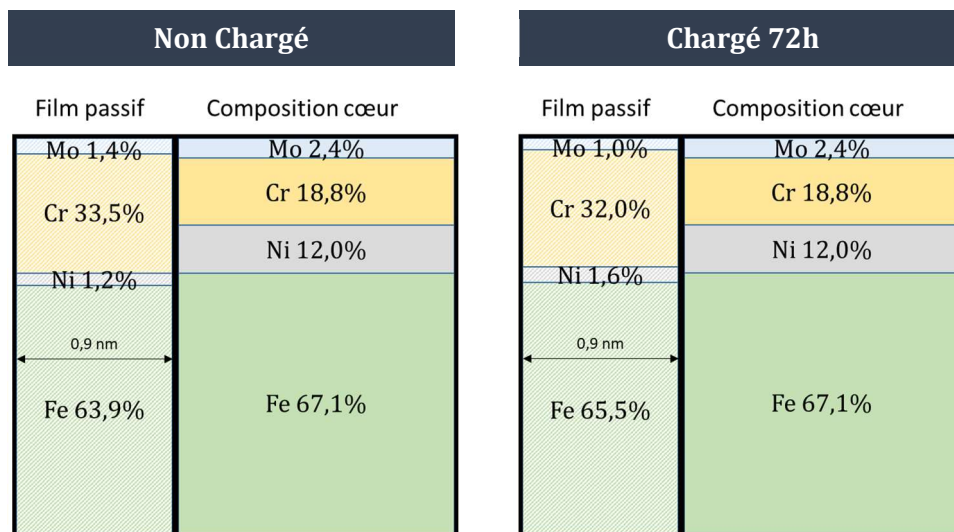 Non Chargé
Film passif
Composition cœur
Mo 1,4%
Cr 33,5%
Ni 1,2%
0,9 nm
Fe 63,9%
Mo 2,4%
Cr 18,8%
Ni 12,0%
Fe 67,1%
Chargé 72h
Film passif
Composition cœur
Mo 1,0%
Cr 32,0%
Ni 1,6%
0,9 nm
Fe 65,5%
Mo 2,4%
Cr 18,8%
Ni 12,0%
Fe 67,1%